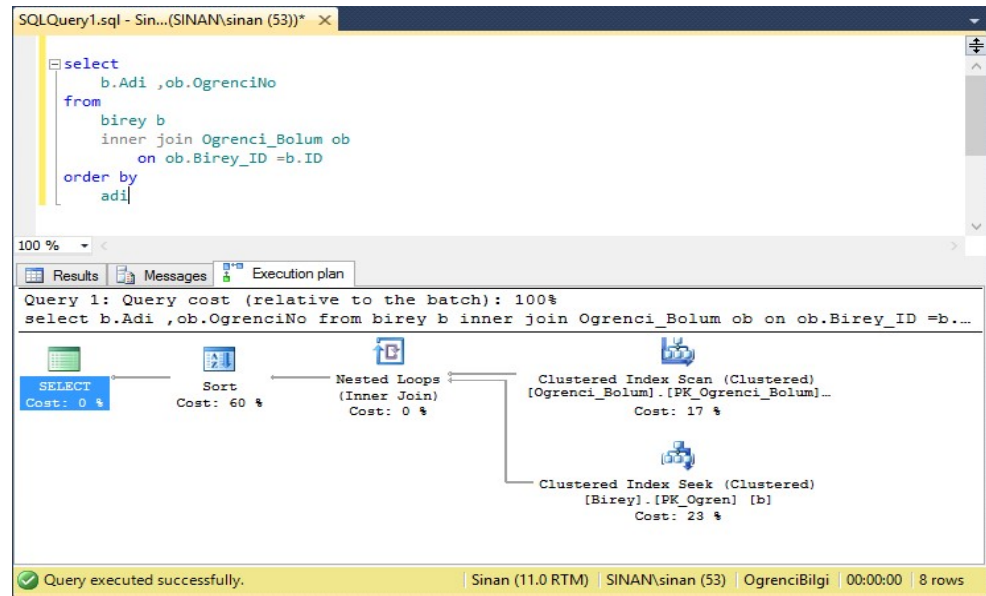 SQLQuery1.sql - Sin...(SINAN\sinan (53))* ×
select
b.Adi ,ob.OgrenciNo
from
birey b
inner join Ogrenci_Bolum ob
on ob.Birey_ID =b.ID
order by
adi
100 %
Results Messages Execution plan
Query 1: Query cost (relative to the batch): 100%
select b.Adi ,ob.OgrenciNo from birey b inner join Ogrenci_Bolum ob on ob.Birey_ID =b.…
SELECT
Cost: 0 %
Sort
Cost: 60 %
Nested Loops
(Inner Join)
Cost: 0 %
Clustered Index Scan (Clustered)
[Ogrenci_Bolum].[PK_Ogrenci_Bolum]…
Cost: 17 %
Clustered Index Seek (Clustered)
[Birey].[PK_Ogren] [b]
Cost: 23 %
Query executed successfully. Sinan (11.0 RTM) SINAN\sinan (53) OgrenciBilgi 00:00:00 8 rows